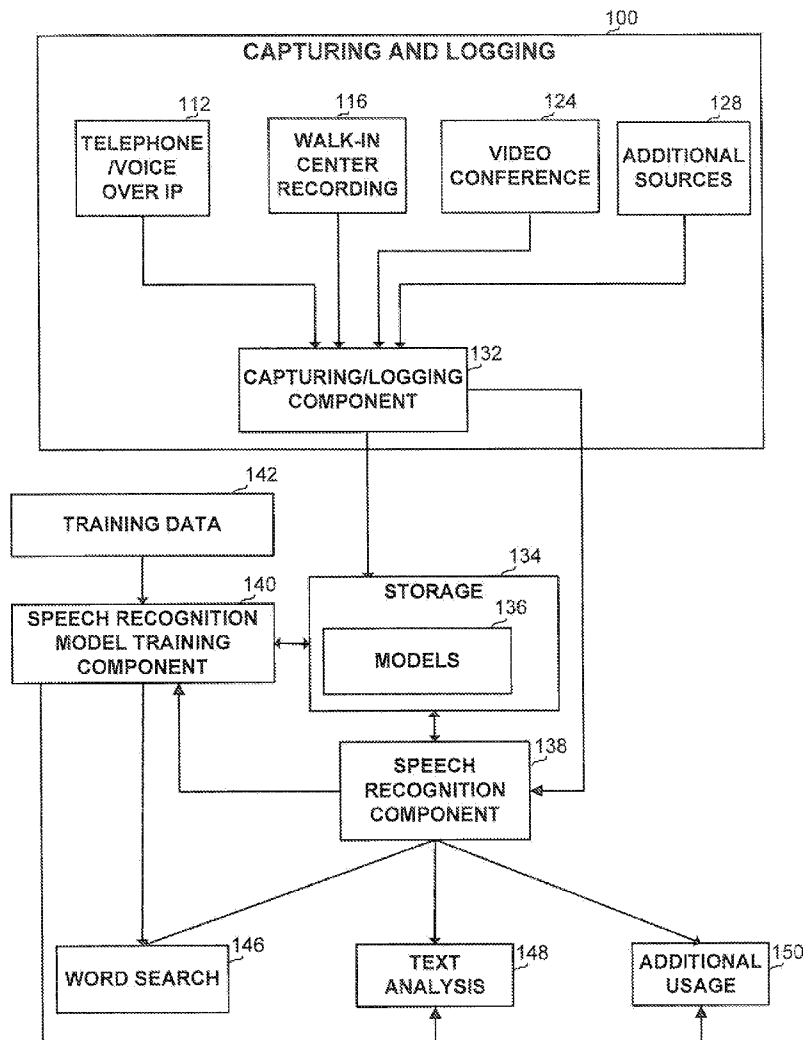 100
CAPTURING AND LOGGING
112
TELEPHONE
/VOICE
OVER IP
116
WALK-IN
CENTER
RECORDING
124
VIDEO
CONFERENCE
128
ADDITIONAL
SOURCES
132
CAPTURING/LOGGING
COMPONENT
142
TRAINING DATA
134
STORAGE
136
MODELS
140
SPEECH RECOGNITION
MODEL TRAINING
COMPONENT
138
SPEECH
RECOGNITION
COMPONENT
146
WORD SEARCH
148
TEXT
ANALYSIS
150
ADDITIONAL
USAGE